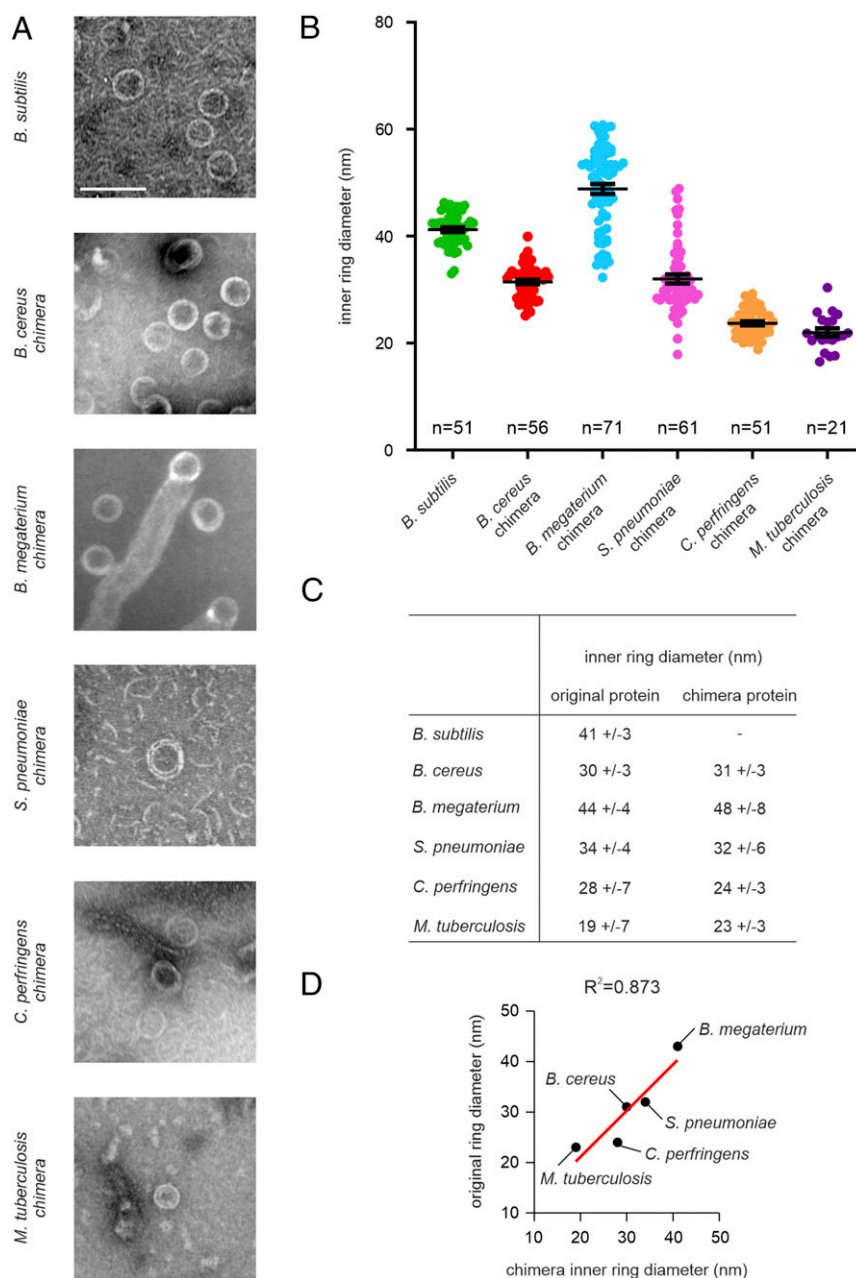 A
B. subtilis
B. cereus
chimera
B. megaterium
chimera
S. pneumoniae
chimera
C. perfringens
chimera
M. tuberculosis
chimera
B
inner ring diameter (nm)
80
60
40
20
0
n=51
n=56
n=71
n=61
n=51
n=21
B. subtilis
B. cereus
chimera
B. megaterium
chimera
S. pneumoniae
chimera
C. perfringens
chimera
M. tuberculosis
chimera
C
inner ring diameter (nm)
original protein chimera protein
B. subtilis 41 +/-3 -
B. cereus 30 +/-3 31 +/-3
B. megaterium 44 +/-4 48 +/-8
S. pneumoniae 34 +/-4 32 +/-6
C. perfringens 28 +/-7 24 +/-3
M. tuberculosis 19 +/-7 23 +/-3
D
R²=0.873
original ring diameter (nm)
50
40
30
20
10
B. megaterium
B. cereus
S. pneumoniae
C. perfringens
M. tuberculosis
10 20 30 40 50
chimera inner ring diameter (nm)